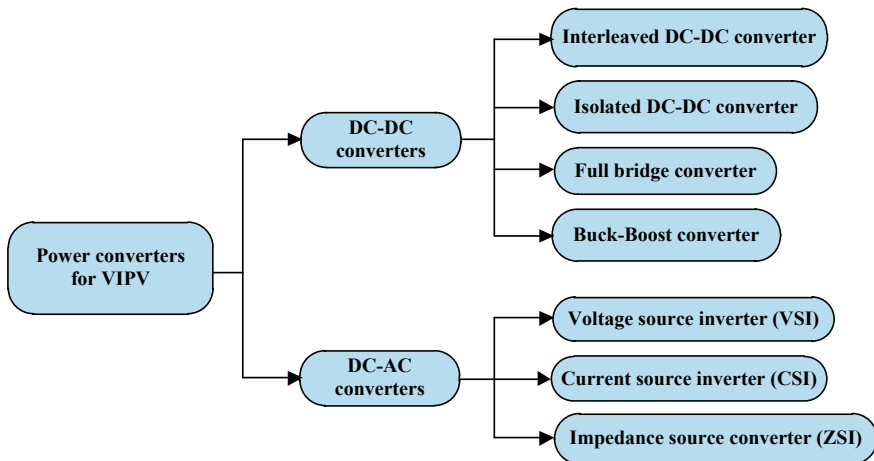 Power converters
for VIPV
DC-DC
converters
Interleaved DC-DC converter
Isolated DC-DC converter
Full bridge converter
Buck-Boost converter
DC-AC
converters
Voltage source inverter (VSI)
Current source inverter (CSI)
Impedance source converter (ZSI)